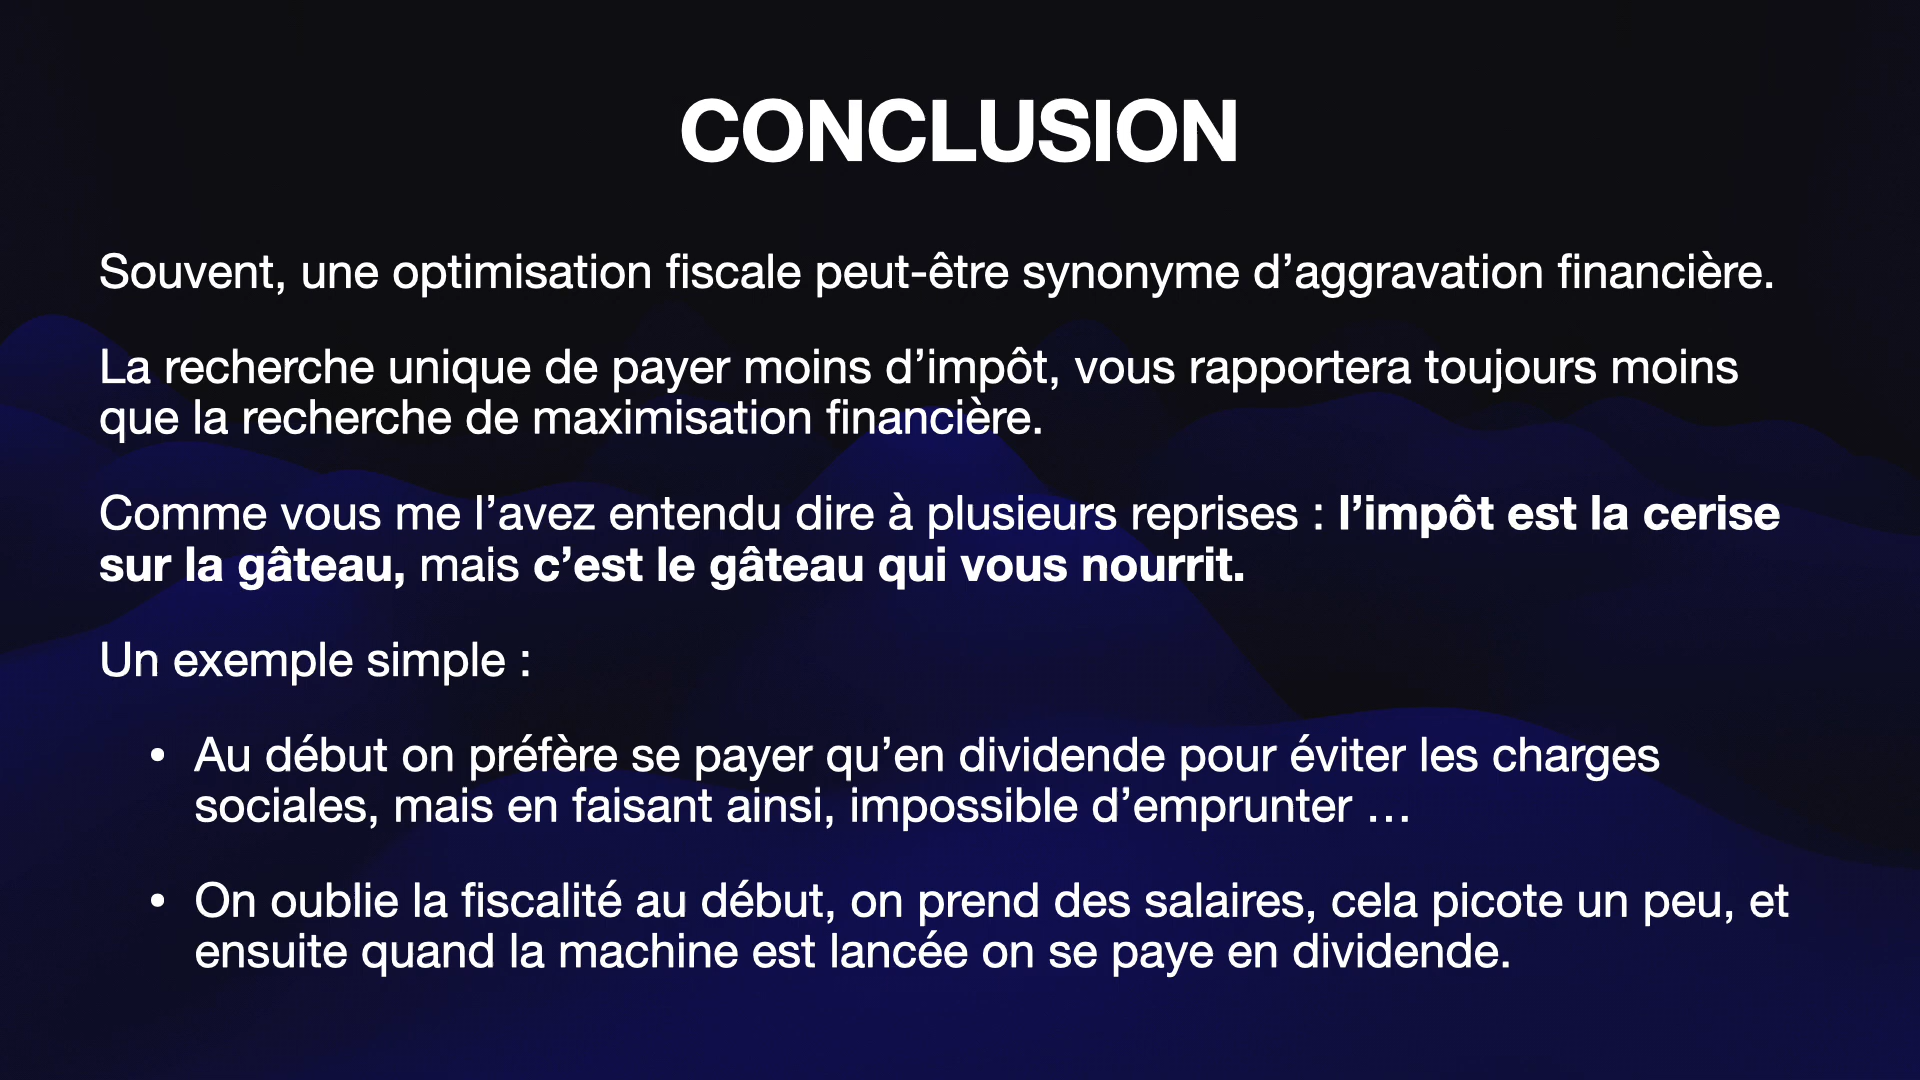 CONCLUSION
Souvent, une optimisation fiscale peut-être synonyme d’aggravation financière.
La recherche unique de payer moins d’impôt, vous rapportera toujours moins
que la recherche de maximisation financière.
Comme vous me l’avez entendu dire à plusieurs reprises : l’impôt est la cerise
sur la gâteau, mais c’est le gâteau qui vous nourrit.
Un exemple simple :
• Au début on préfère se payer qu’en dividende pour éviter les charges
sociales, mais en faisant ainsi, impossible d’emprunter …
• On oublie la fiscalité au début, on prend des salaires, cela picote un peu, et
ensuite quand la machine est lancée on se paye en dividende.